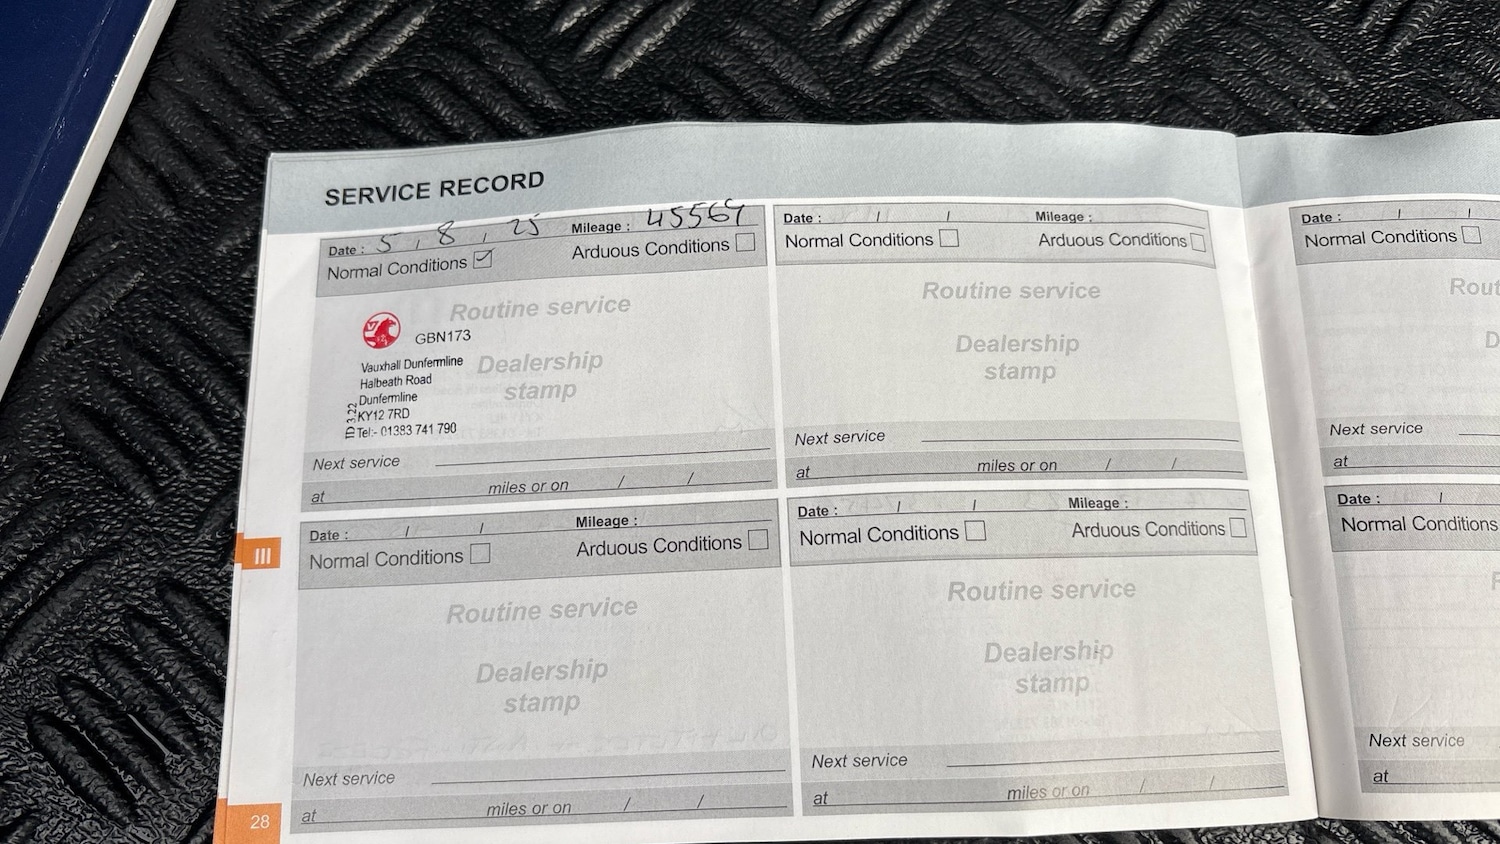 SERVICE RECORD
Date : 5 / 8 / 25 Mileage : 45569
Normal Conditions ☑ Arduous Conditions ☐
Routine service
GBN173
Vauxhall Dunfermline
Halbeath Road
Dunfermline
KY12 7RD
Tel:- 01383 741 790
ID 3.22
Dealership
stamp
Next service
at miles or on / /
Date : / / Mileage :
Normal Conditions ☐ Arduous Conditions ☐
Routine service
Dealership
stamp
Next service
at miles or on / /
Date : / / Mileage :
Normal Conditions ☐ Arduous Conditions ☐
Routine service
Dealership
stamp
Next service
at miles or on / /
Date : / / Mileage :
Normal Conditions ☐ Arduous Conditions ☐
Routine service
Dealership
stamp
Next service
at miles or on / /
III
28
Date : / /
Normal Conditions ☐
Rout
D
Next service
at
Date : /
Normal Conditions
Next service
at